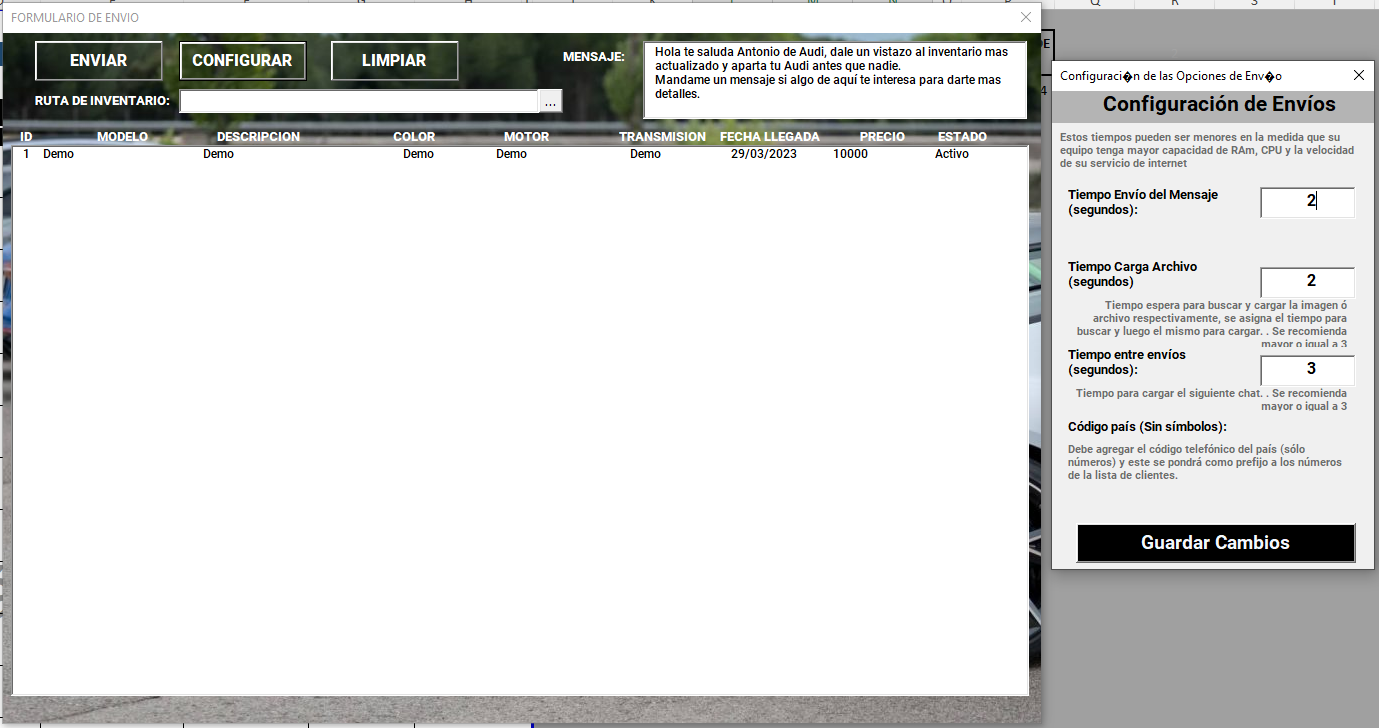 FORMULARIO DE ENVIO
ENVIAR
CONFIGURAR
LIMPIAR
MENSAJE:
Hola te saluda Antonio de Audi, dale un vistazo al inventario mas
actualizado y aparta tu Audi antes que nadie.
Mandame un mensaje si algo de aquí te interesa para darte mas
detalles.
RUTA DE INVENTARIO:
...
ID MODELO DESCRIPCION COLOR MOTOR TRANSMISION FECHA LLEGADA PRECIO ESTADO
1 Demo Demo Demo Demo Demo 29/03/2023 10000 Activo
Q R S T
DE
4
Configuraci�n de las Opciones de Env�o
Configuración de Envíos
Estos tiempos pueden ser menores en la medida que su
equipo tenga mayor capacidad de RAm, CPU y la velocidad
de su servicio de internet
Tiempo Envío del Mensaje
(segundos):
2
Tiempo Carga Archivo
(segundos)
2
Tiempo espera para buscar y cargar la imagen ó
archivo respectivamente, se asigna el tiempo para
buscar y luego el mismo para cargar. . Se recomienda
mayor o igual a 3
Tiempo entre envíos
(segundos):
3
Tiempo para cargar el siguiente chat. . Se recomienda
mayor o igual a 3
Código país (Sin símbolos):
Debe agregar el código telefónico del país (sólo
números) y este se pondrá como prefijo a los números
de la lista de clientes.
Guardar Cambios